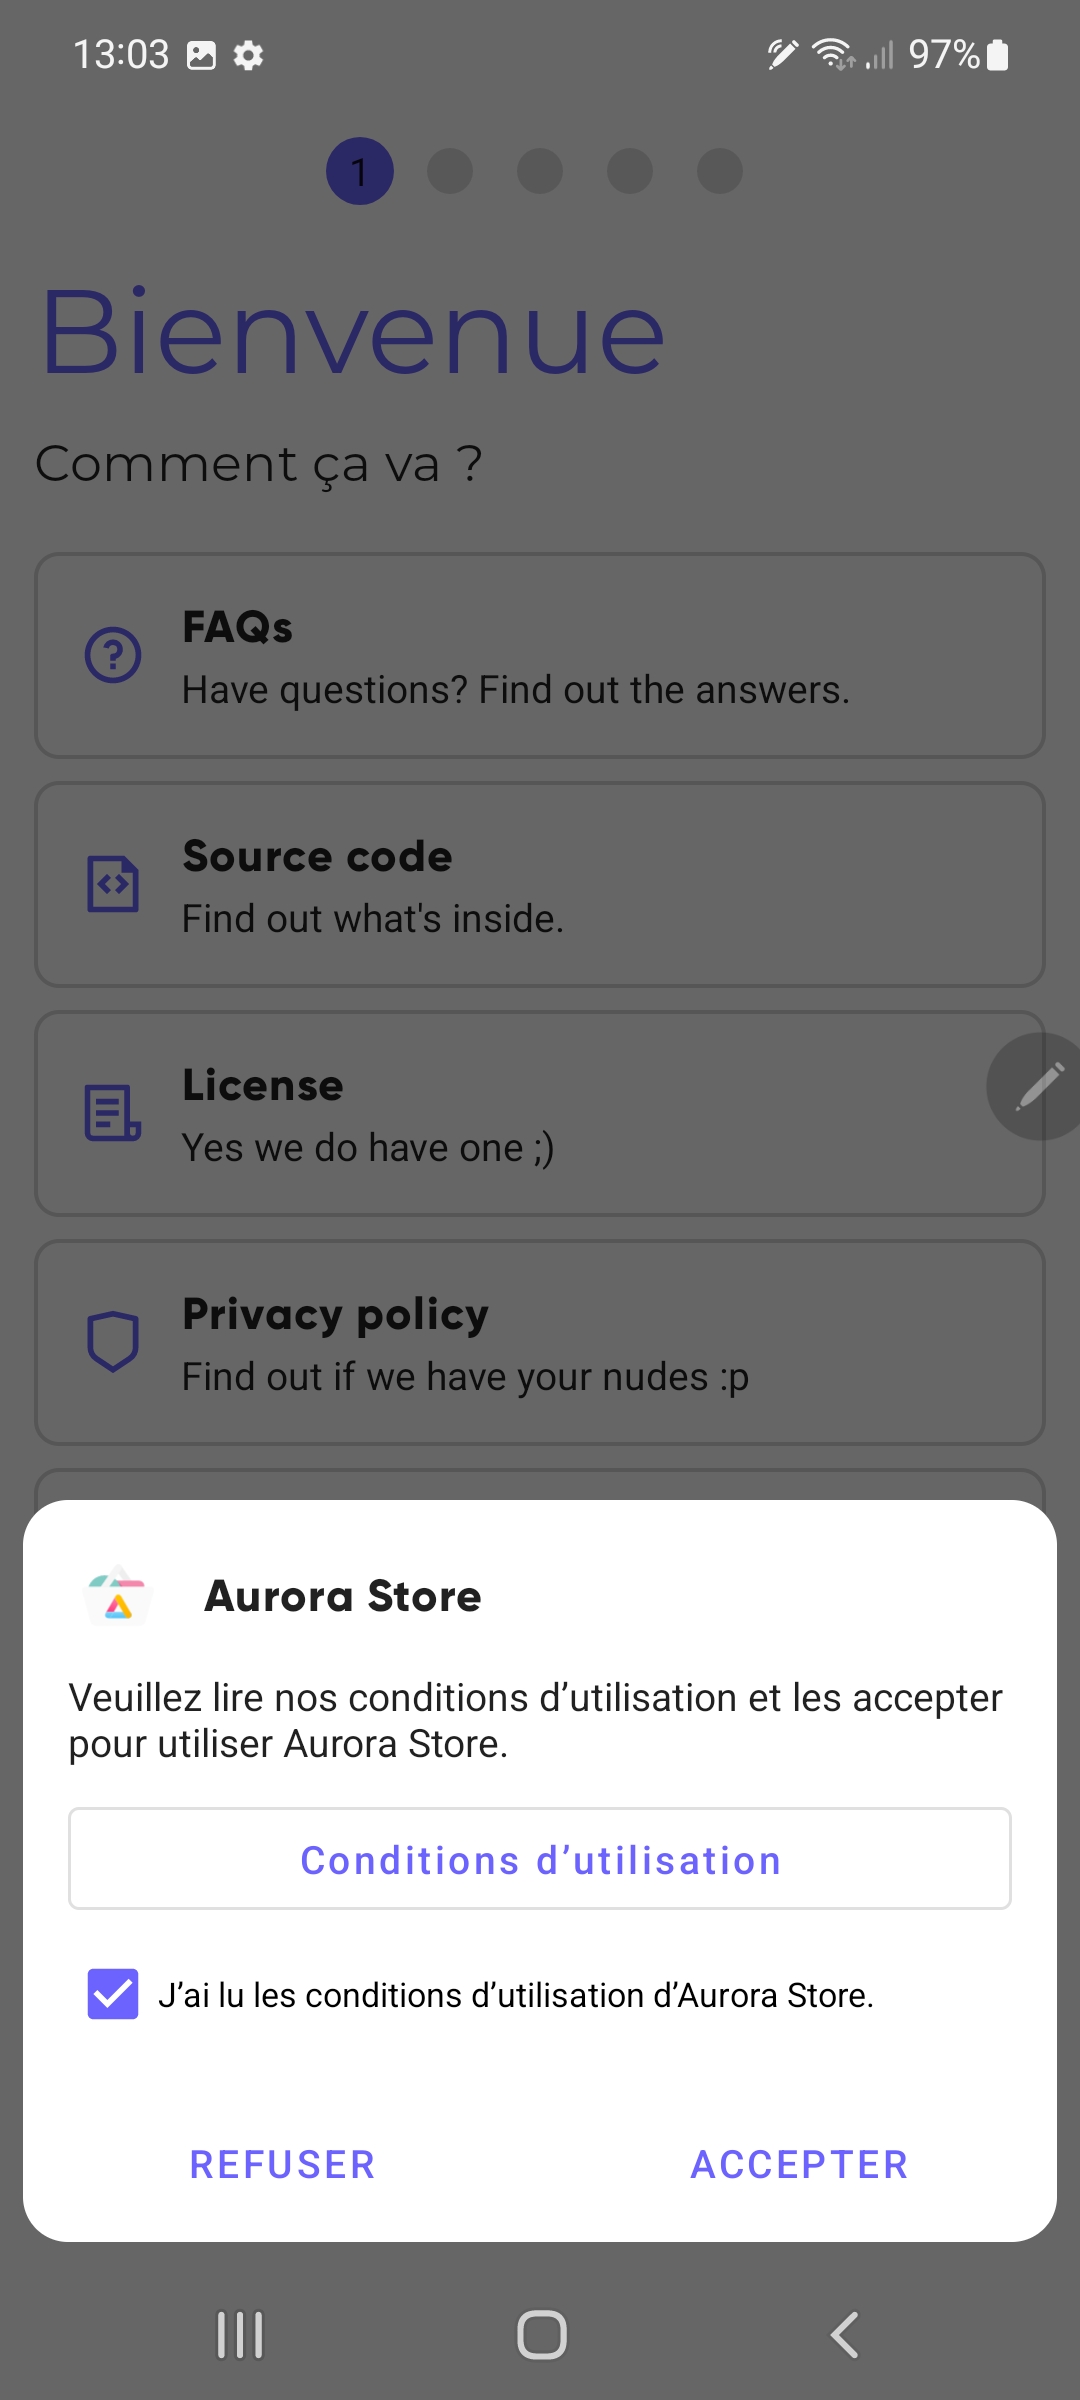 13:03
97%
1
Bienvenue
Comment ça va ?
FAQs
Have questions? Find out the answers.
Source code
Find out what's inside.
License
Yes we do have one ;)
Privacy policy
Find out if we have your nudes :p
Aurora Store
Veuillez lire nos conditions d’utilisation et les accepter
pour utiliser Aurora Store.
Conditions d’utilisation
J’ai lu les conditions d’utilisation d’Aurora Store.
REFUSER
ACCEPTER